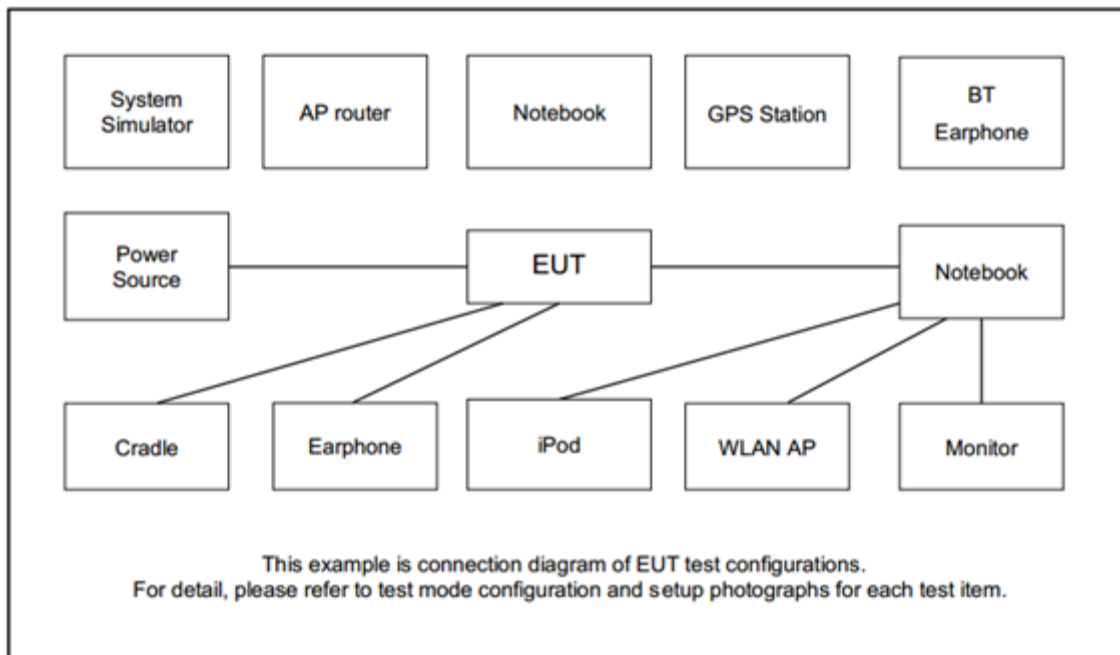 System
Simulator
AP router
Notebook
GPS Station
BT
Earphone
Power
Source
EUT
Notebook
Cradle
Earphone
iPod
WLAN AP
Monitor
This example is connection diagram of EUT test configurations.
For detail, please refer to test mode configuration and setup photographs for each test item.